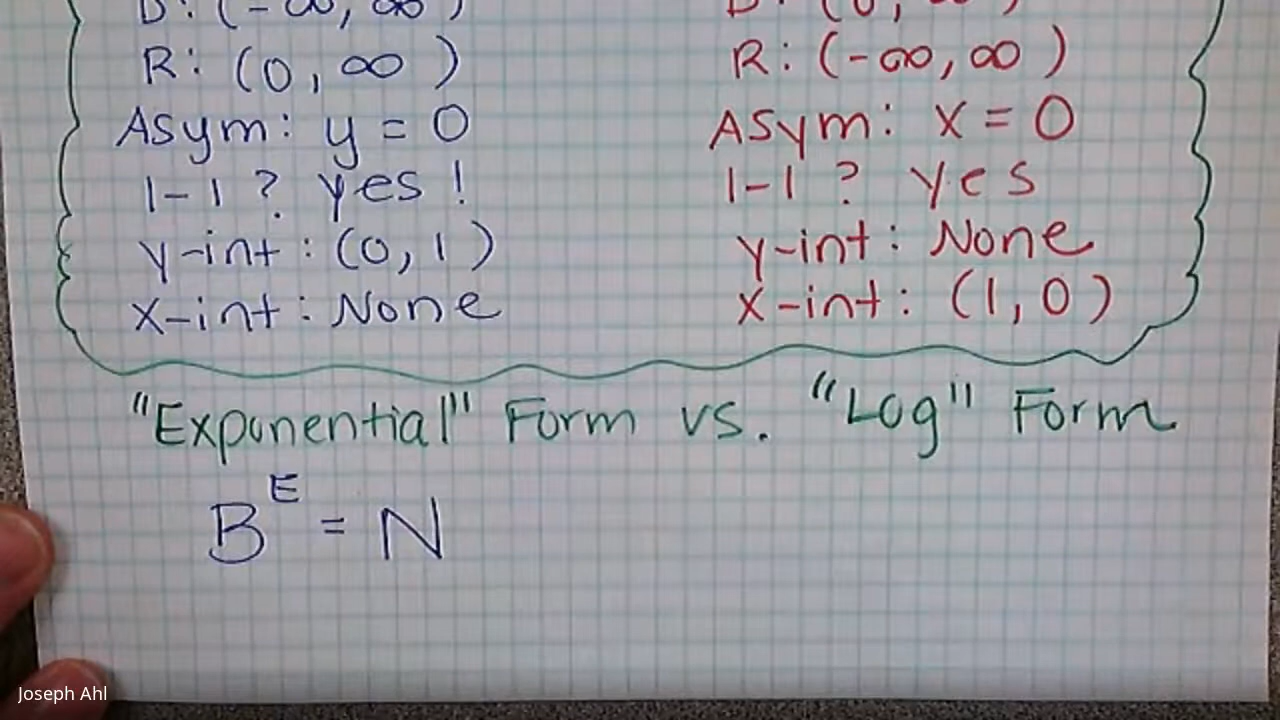 D: (-∞, ∞)
R: (0, ∞)
Asym: y = 0
1-1 ? yes !
y-int : (0, 1)
x-int : None
D: (0, ∞)
R: (-∞, ∞)
Asym: x = 0
1-1 ? yes
y-int : None
x-int : (1, 0)
"Exponential" Form vs. "Log" Form
B^E = N
Joseph Ahl